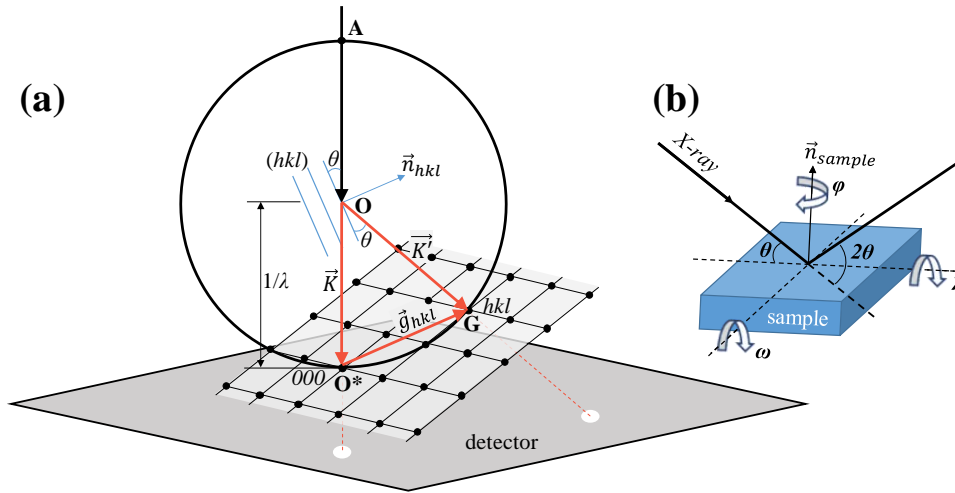 (a)
A
(hkl)
θ
n⃗hkl
O
θ
1/λ
K⃗
K⃗'
g⃗hkl
hkl
G
000
O*
detector
(b)
X-ray
n⃗sample
φ
θ
2θ
sample
ω